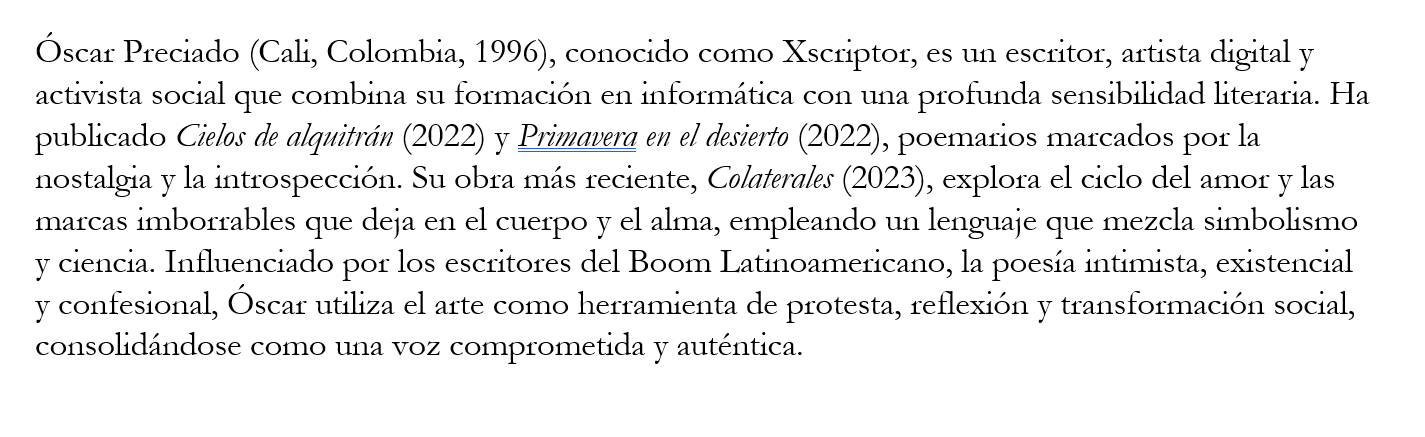 Óscar Preciado (Cali, Colombia, 1996), conocido como Xscriptor, es un escritor, artista digital y
activista social que combina su formación en informática con una profunda sensibilidad literaria. Ha
publicado Cielos de alquitrán (2022) y Primavera en el desierto (2022), poemarios marcados por la
nostalgia y la introspección. Su obra más reciente, Colaterales (2023), explora el ciclo del amor y las
marcas imborrables que deja en el cuerpo y el alma, empleando un lenguaje que mezcla simbolismo
y ciencia. Influenciado por los escritores del Boom Latinoamericano, la poesía intimista, existencial
y confesional, Óscar utiliza el arte como herramienta de protesta, reflexión y transformación social,
consolidándose como una voz comprometida y auténtica.